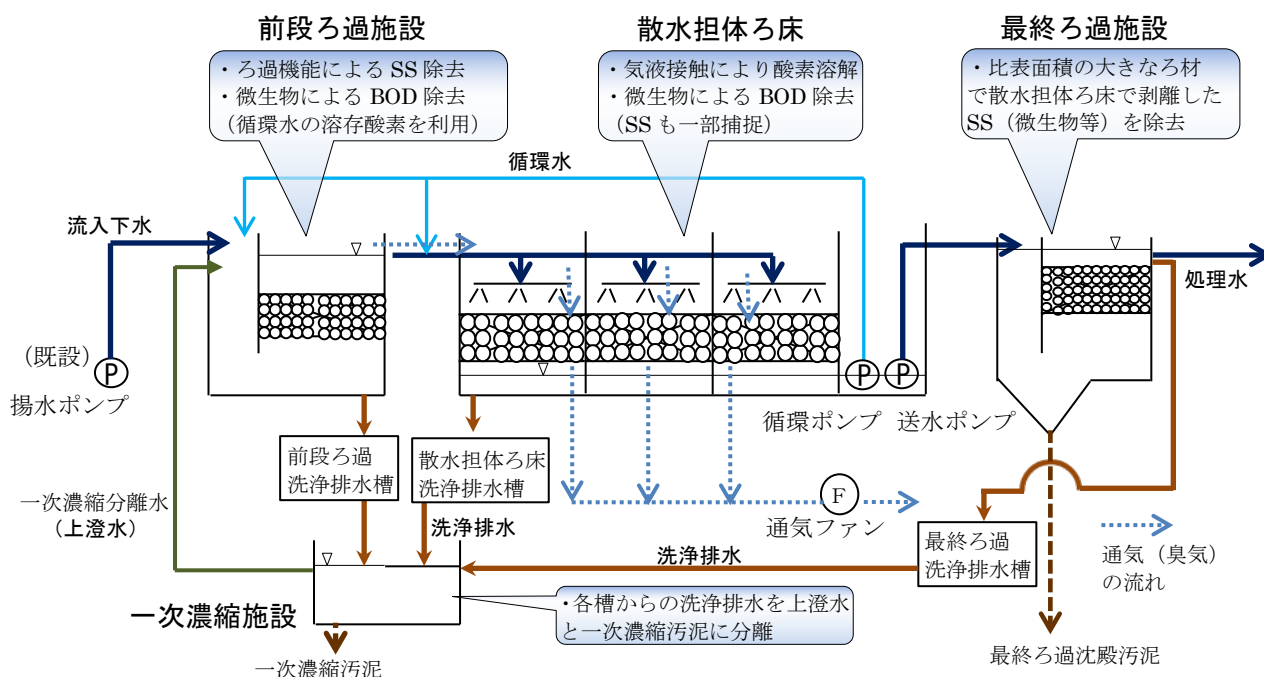 前段ろ過施設
散水担体ろ床
最終ろ過施設
・ろ過機能による SS 除去
・微生物による BOD 除去
（循環水の溶存酸素を利用）
・気液接触により酸素溶解
・微生物による BOD 除去
（SS も一部捕捉）
・比表面積の大きなろ材
で散水担体ろ床で剥離した
SS（微生物等）を除去
循環水
流入下水
処理水
（既設）
P
揚水ポンプ
P
P
循環ポンプ
送水ポンプ
前段ろ過
洗浄排水槽
散水担体ろ床
洗浄排水槽
一次濃縮分離水
（上澄水）
洗浄排水
F
通気ファン
洗浄排水
最終ろ過
洗浄排水槽
通気（臭気）
の流れ
一次濃縮施設
・各槽からの洗浄排水を上澄水
と一次濃縮汚泥に分離
一次濃縮汚泥
最終ろ過沈殿汚泥